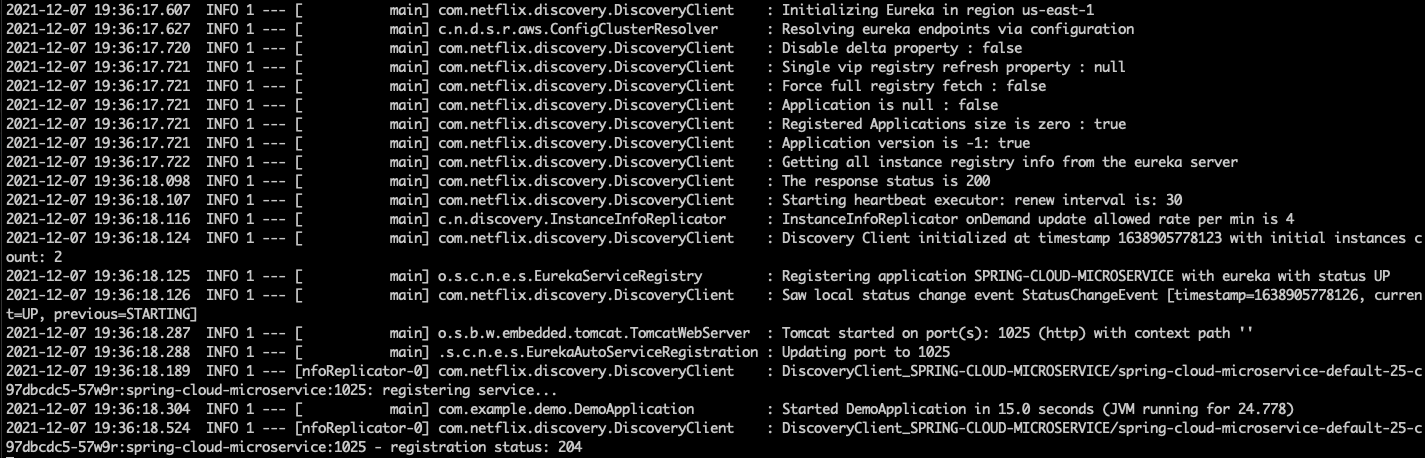 2021-12-07 19:36:17.607  INFO 1 --- [           main] com.netflix.discovery.DiscoveryClient    : Initializing Eureka in region us-east-1
2021-12-07 19:36:17.627  INFO 1 --- [           main] c.n.d.s.r.aws.ConfigClusterResolver      : Resolving eureka endpoints via configuration
2021-12-07 19:36:17.720  INFO 1 --- [           main] com.netflix.discovery.DiscoveryClient    : Disable delta property : false
2021-12-07 19:36:17.721  INFO 1 --- [           main] com.netflix.discovery.DiscoveryClient    : Single vip registry refresh property : null
2021-12-07 19:36:17.721  INFO 1 --- [           main] com.netflix.discovery.DiscoveryClient    : Force full registry fetch : false
2021-12-07 19:36:17.721  INFO 1 --- [           main] com.netflix.discovery.DiscoveryClient    : Application is null : false
2021-12-07 19:36:17.721  INFO 1 --- [           main] com.netflix.discovery.DiscoveryClient    : Registered Applications size is zero : true
2021-12-07 19:36:17.721  INFO 1 --- [           main] com.netflix.discovery.DiscoveryClient    : Application version is -1: true
2021-12-07 19:36:17.722  INFO 1 --- [           main] com.netflix.discovery.DiscoveryClient    : Getting all instance registry info from the eureka server
2021-12-07 19:36:18.098  INFO 1 --- [           main] com.netflix.discovery.DiscoveryClient    : The response status is 200
2021-12-07 19:36:18.107  INFO 1 --- [           main] com.netflix.discovery.DiscoveryClient    : Starting heartbeat executor: renew interval is: 30
2021-12-07 19:36:18.116  INFO 1 --- [           main] c.n.discovery.InstanceInfoReplicator     : InstanceInfoReplicator onDemand update allowed rate per min is 4
2021-12-07 19:36:18.124  INFO 1 --- [           main] com.netflix.discovery.DiscoveryClient    : Discovery Client initialized at timestamp 1638905778123 with initial instances c
ount: 2
2021-12-07 19:36:18.125  INFO 1 --- [           main] o.s.c.n.e.s.EurekaServiceRegistry        : Registering application SPRING-CLOUD-MICROSERVICE with eureka with status UP
2021-12-07 19:36:18.126  INFO 1 --- [           main] com.netflix.discovery.DiscoveryClient    : Saw local status change event StatusChangeEvent [timestamp=1638905778126, curren
t=UP, previous=STARTING]
2021-12-07 19:36:18.287  INFO 1 --- [           main] o.s.b.w.embedded.tomcat.TomcatWebServer  : Tomcat started on port(s): 1025 (http) with context path ''
2021-12-07 19:36:18.288  INFO 1 --- [           main] .s.c.n.e.s.EurekaAutoServiceRegistration : Updating port to 1025
2021-12-07 19:36:18.189  INFO 1 --- [nfoReplicator-0] com.netflix.discovery.DiscoveryClient    : DiscoveryClient_SPRING-CLOUD-MICROSERVICE/spring-cloud-microservice-default-25-c
97dbcdc5-57w9r:spring-cloud-microservice:1025: registering service...
2021-12-07 19:36:18.304  INFO 1 --- [           main] com.example.demo.DemoApplication         : Started DemoApplication in 15.0 seconds (JVM running for 24.778)
2021-12-07 19:36:18.524  INFO 1 --- [nfoReplicator-0] com.netflix.discovery.DiscoveryClient    : DiscoveryClient_SPRING-CLOUD-MICROSERVICE/spring-cloud-microservice-default-25-c
97dbcdc5-57w9r:spring-cloud-microservice:1025 - registration status: 204